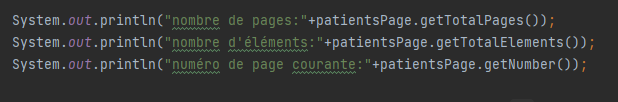 System.out.println("nombre de pages:"+patientsPage.getTotalPages());
System.out.println("nombre d'éléments:"+patientsPage.getTotalElements());
System.out.println("numéro de page courante:"+patientsPage.getNumber());